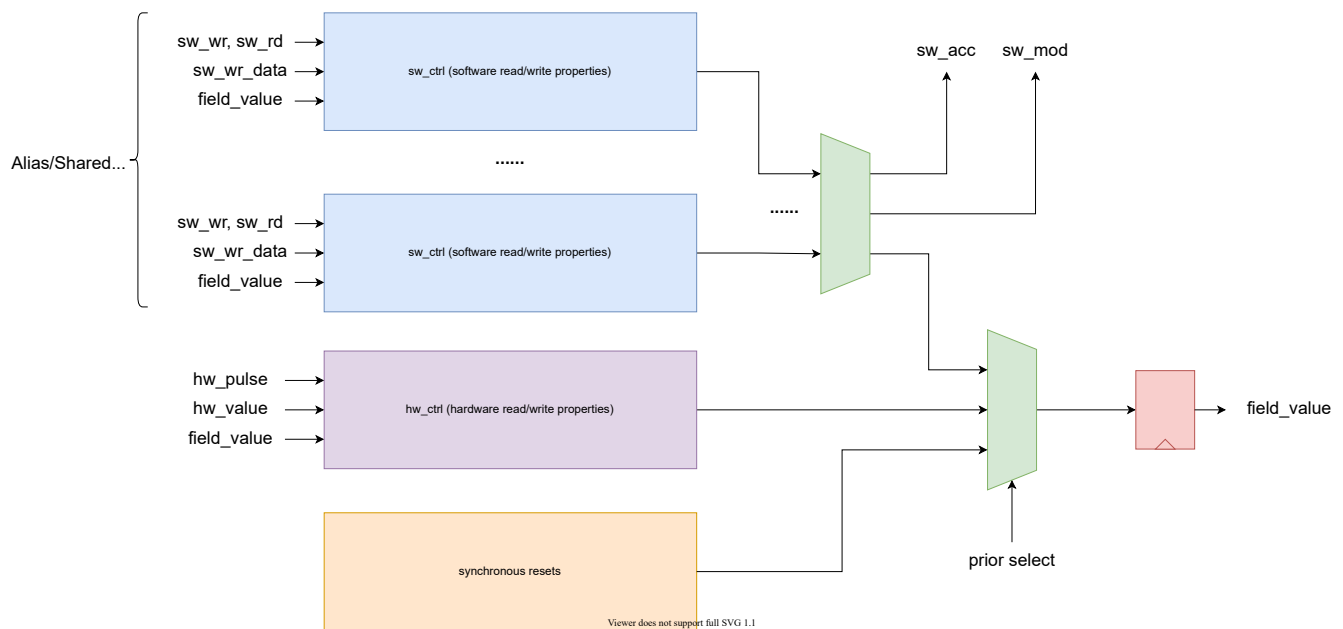 sw_wr, sw_rd
sw_wr_data
field_value
sw_ctrl (software read/write properties)
sw_acc
sw_mod
Alias/Shared...
......
sw_wr, sw_rd
sw_wr_data
field_value
sw_ctrl (software read/write properties)
......
hw_pulse
hw_value
field_value
hw_ctrl (hardware read/write properties)
field_value
prior select
synchronous resets
Viewer does not support full SVG 1.1